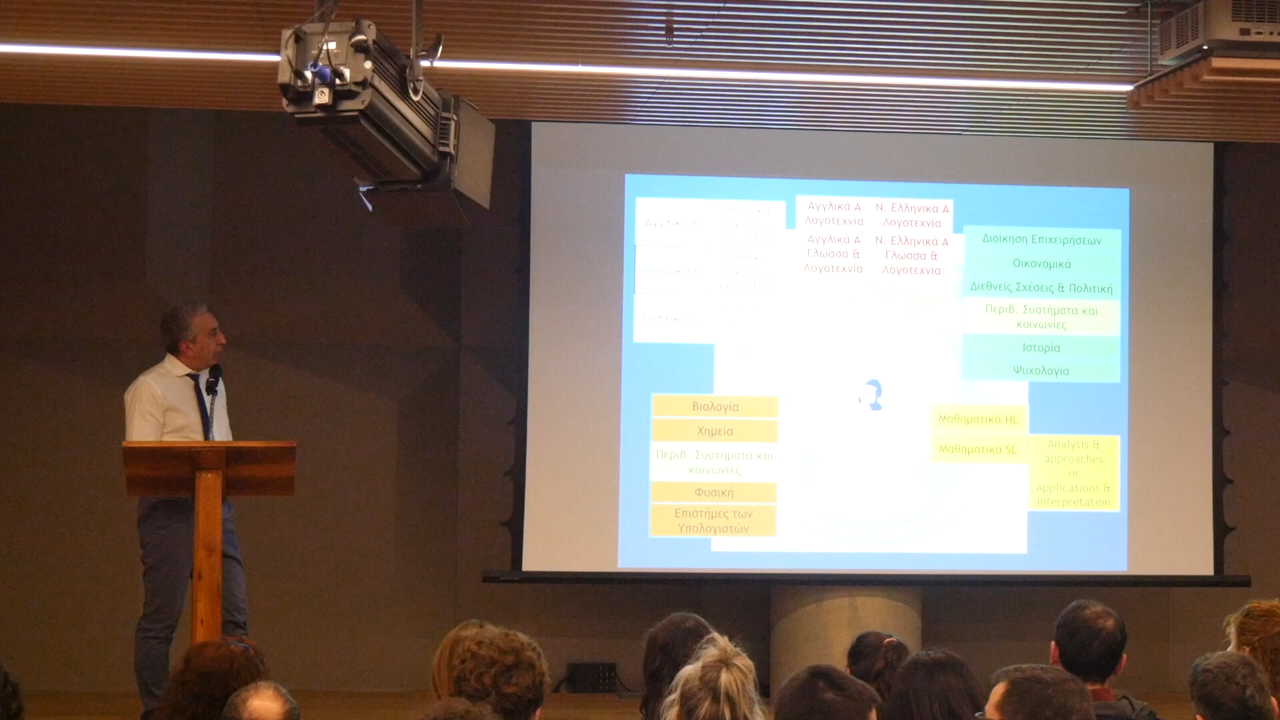 Αγγλικά Α
Λογοτεχνία
Ν. Ελληνικά Α
Λογοτεχνία
Αγγλικά Α
Γλώσσα &
Λογοτεχνία
Ν. Ελληνικά Α
Γλώσσα &
Λογοτεχνία
Διοίκηση Επιχειρήσεων
Οικονομικά
Διεθνείς Σχέσεις & Πολιτική
Περιβ. Συστήματα και
κοινωνίες
Ιστορία
Ψυχολογία
Βιολογία
Χημεία
Περιβ. Συστήματα και
κοινωνίες
Φυσική
Επιστήμες των
Υπολογιστών
Μαθηματικά HL
Μαθηματικά SL
Analysis &
approaches
or
Applications &
interpretation